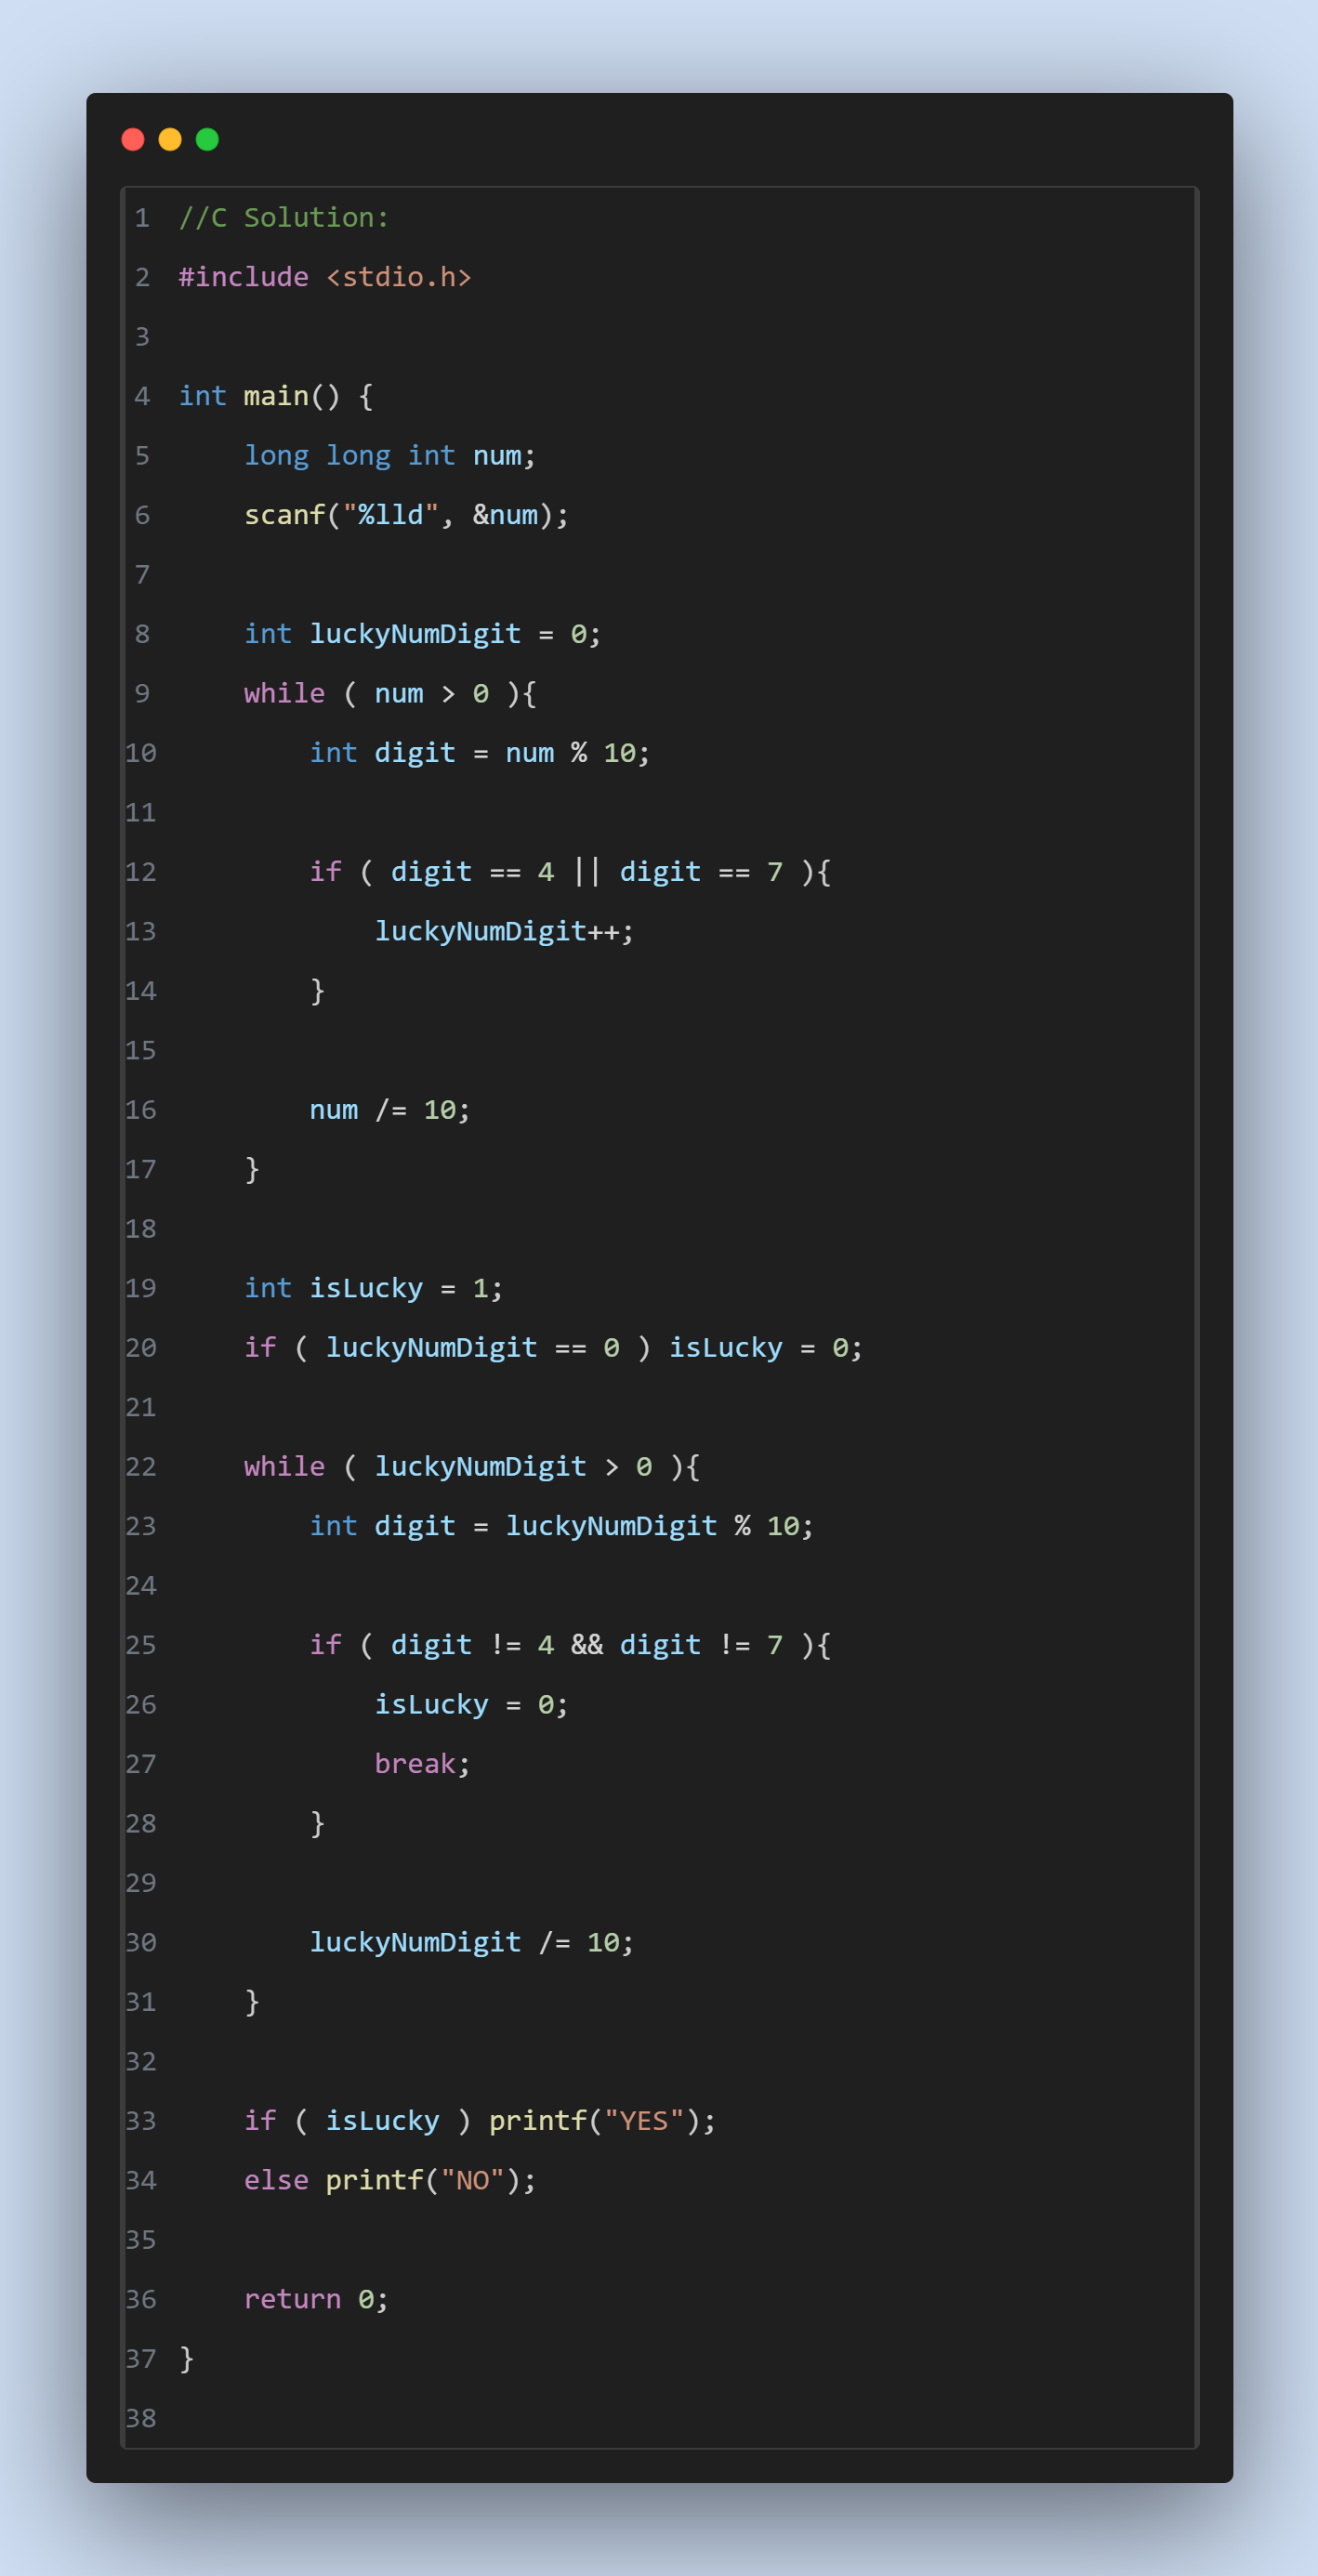 1 //C Solution:
2 #include <stdio.h>
3
4 int main() {
5     long long int num;
6     scanf("%lld", &num);
7
8     int luckyNumDigit = 0;
9     while ( num > 0 ){
10         int digit = num % 10;
11
12         if ( digit == 4 || digit == 7 ){
13             luckyNumDigit++;
14         }
15
16         num /= 10;
17     }
18
19     int isLucky = 1;
20     if ( luckyNumDigit == 0 ) isLucky = 0;
21
22     while ( luckyNumDigit > 0 ){
23         int digit = luckyNumDigit % 10;
24
25         if ( digit != 4 && digit != 7 ){
26             isLucky = 0;
27             break;
28         }
29
30         luckyNumDigit /= 10;
31     }
32
33     if ( isLucky ) printf("YES");
34     else printf("NO");
35
36     return 0;
37 }
38